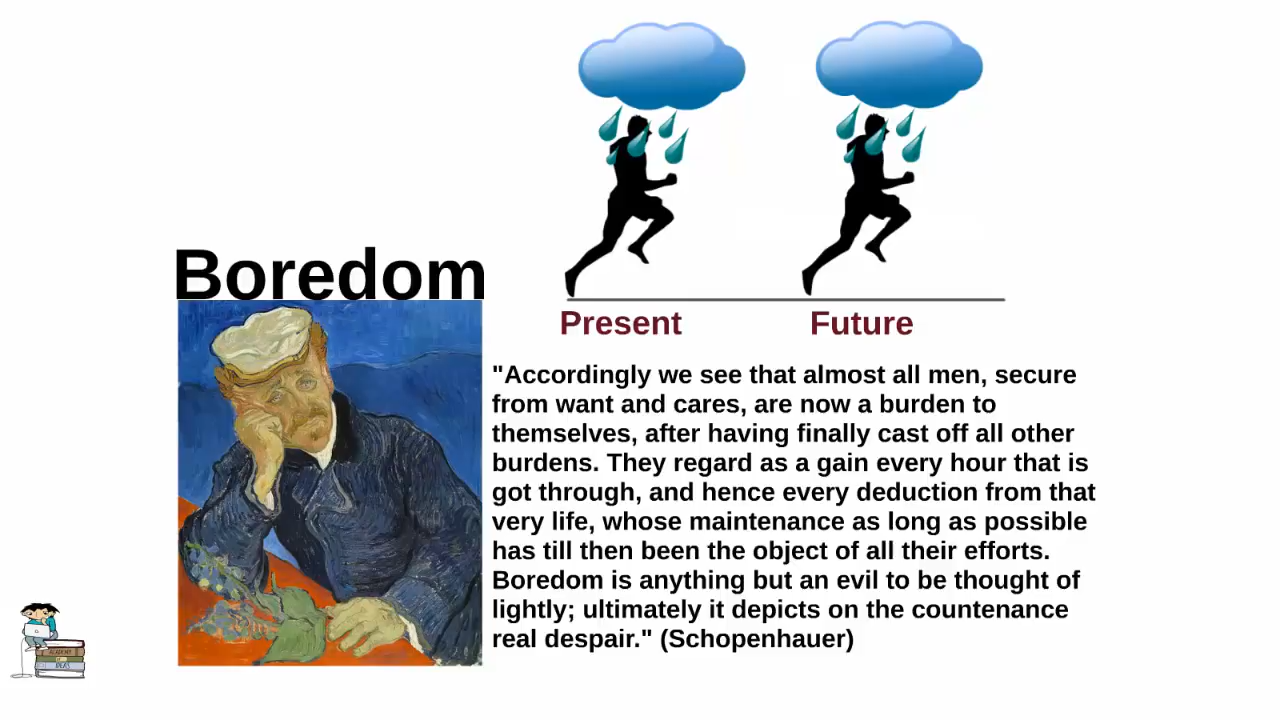 Boredom
Present
Future
"Accordingly we see that almost all men, secure
from want and cares, are now a burden to
themselves, after having finally cast off all other
burdens. They regard as a gain every hour that is
got through, and hence every deduction from that
very life, whose maintenance as long as possible
has till then been the object of all their efforts.
Boredom is anything but an evil to be thought of
lightly; ultimately it depicts on the countenance
real despair." (Schopenhauer)
ACADEMY
OF
IDEAS